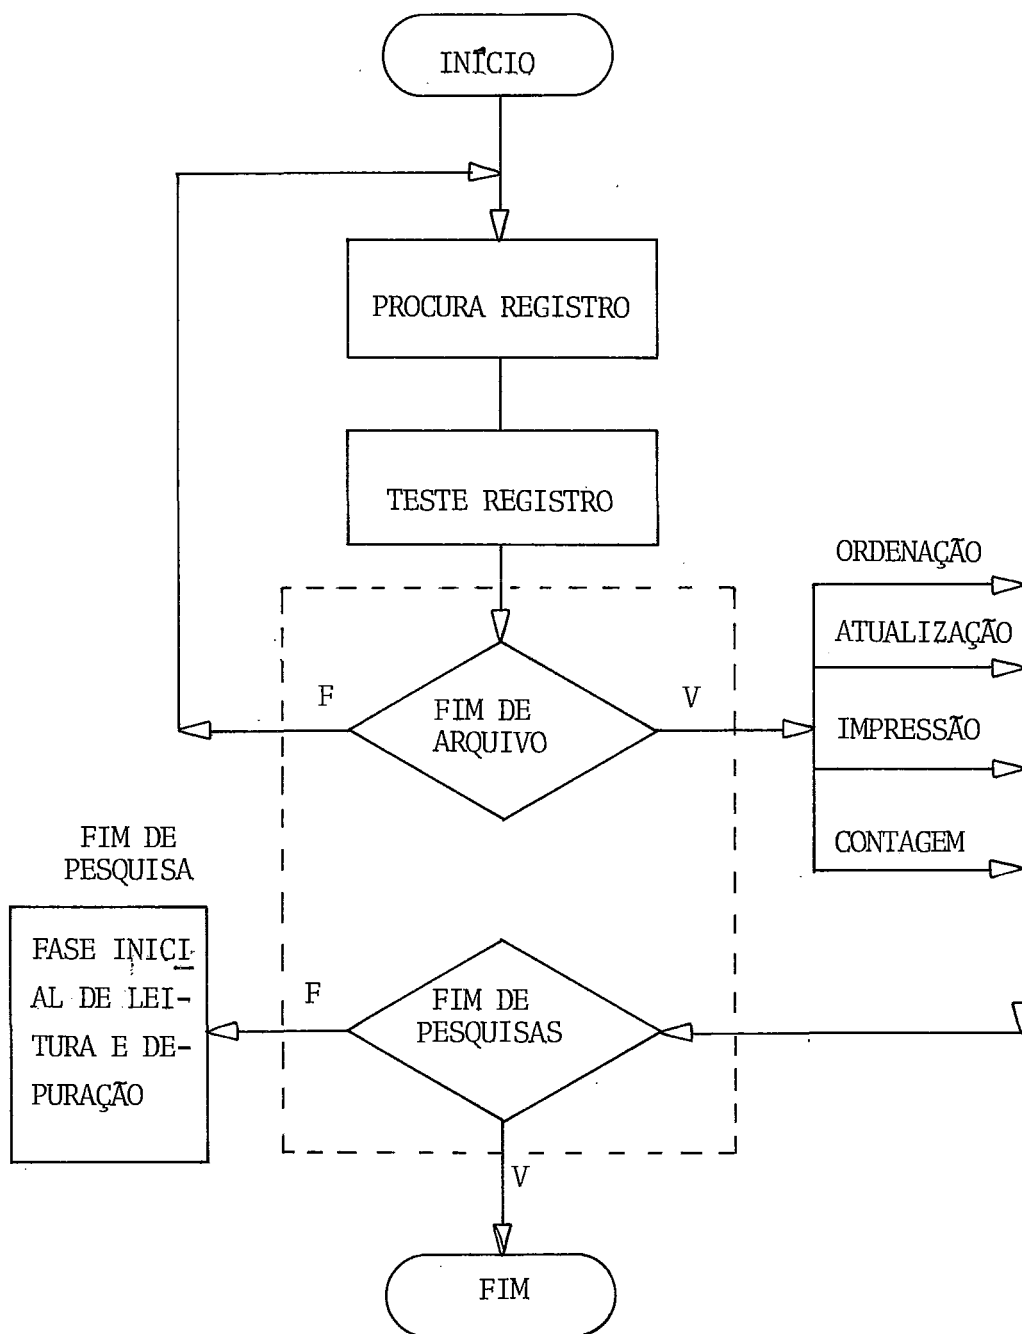 INÍCIO
PROCURA REGISTRO
TESTE REGISTRO
ORDENAÇÃO
ATUALIZAÇÃO
F
V
FIM DE
ARQUIVO
IMPRESSÃO
CONTAGEM
FIM DE
PESQUISA
FASE INICI
AL DE LEI-
TURA E DE-
PURAÇÃO
F
FIM DE
PESQUISAS
V
FIM